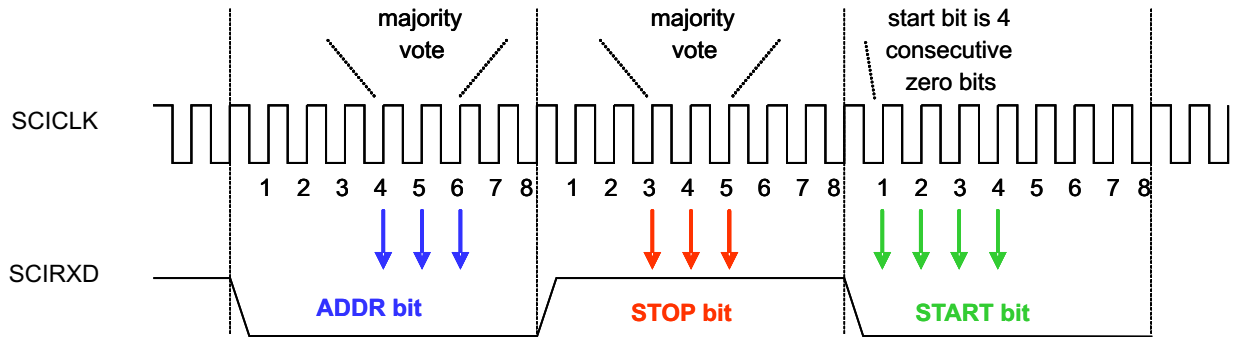 majority
vote
majority
vote
start bit is 4
consecutive
zero bits
SCICLK
1 2 3 4 5 6 7 8 1 2 3 4 5 6 7 8 1 2 3 4 5 6 7 8
SCIRXD
ADDR bit STOP bit START bit